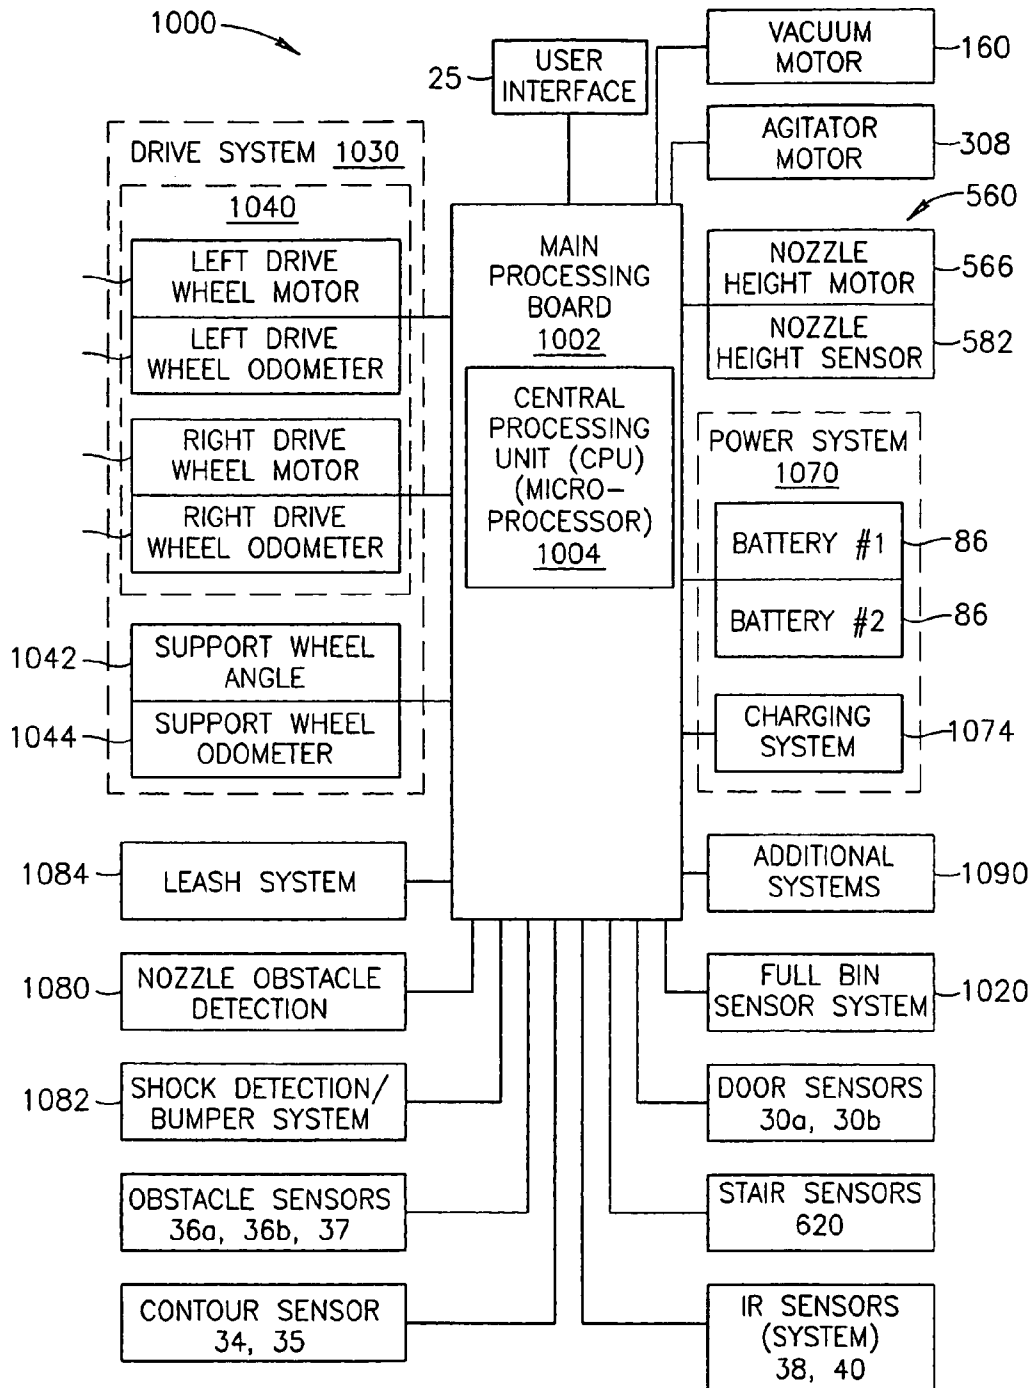 1000
25
USER
INTERFACE
VACUUM
MOTOR
160
AGITATOR
MOTOR
308
560
DRIVE SYSTEM 1030
1040
LEFT DRIVE
WHEEL MOTOR
LEFT DRIVE
WHEEL ODOMETER
RIGHT DRIVE
WHEEL MOTOR
RIGHT DRIVE
WHEEL ODOMETER
1042
SUPPORT WHEEL
ANGLE
1044
SUPPORT WHEEL
ODOMETER
MAIN
PROCESSING
BOARD
1002
CENTRAL
PROCESSING
UNIT (CPU)
(MICRO-
PROCESSOR)
1004
NOZZLE
HEIGHT MOTOR
566
NOZZLE
HEIGHT SENSOR
582
POWER SYSTEM
1070
BATTERY #1
86
BATTERY #2
86
CHARGING
SYSTEM
1074
1084
LEASH SYSTEM
1080
NOZZLE OBSTACLE
DETECTION
1082
SHOCK DETECTION/
BUMPER SYSTEM
OBSTACLE SENSORS
36a, 36b, 37
CONTOUR SENSOR
34, 35
ADDITIONAL
SYSTEMS
1090
FULL BIN
SENSOR SYSTEM
1020
DOOR SENSORS
30a, 30b
STAIR SENSORS
620
IR SENSORS
(SYSTEM)
38, 40